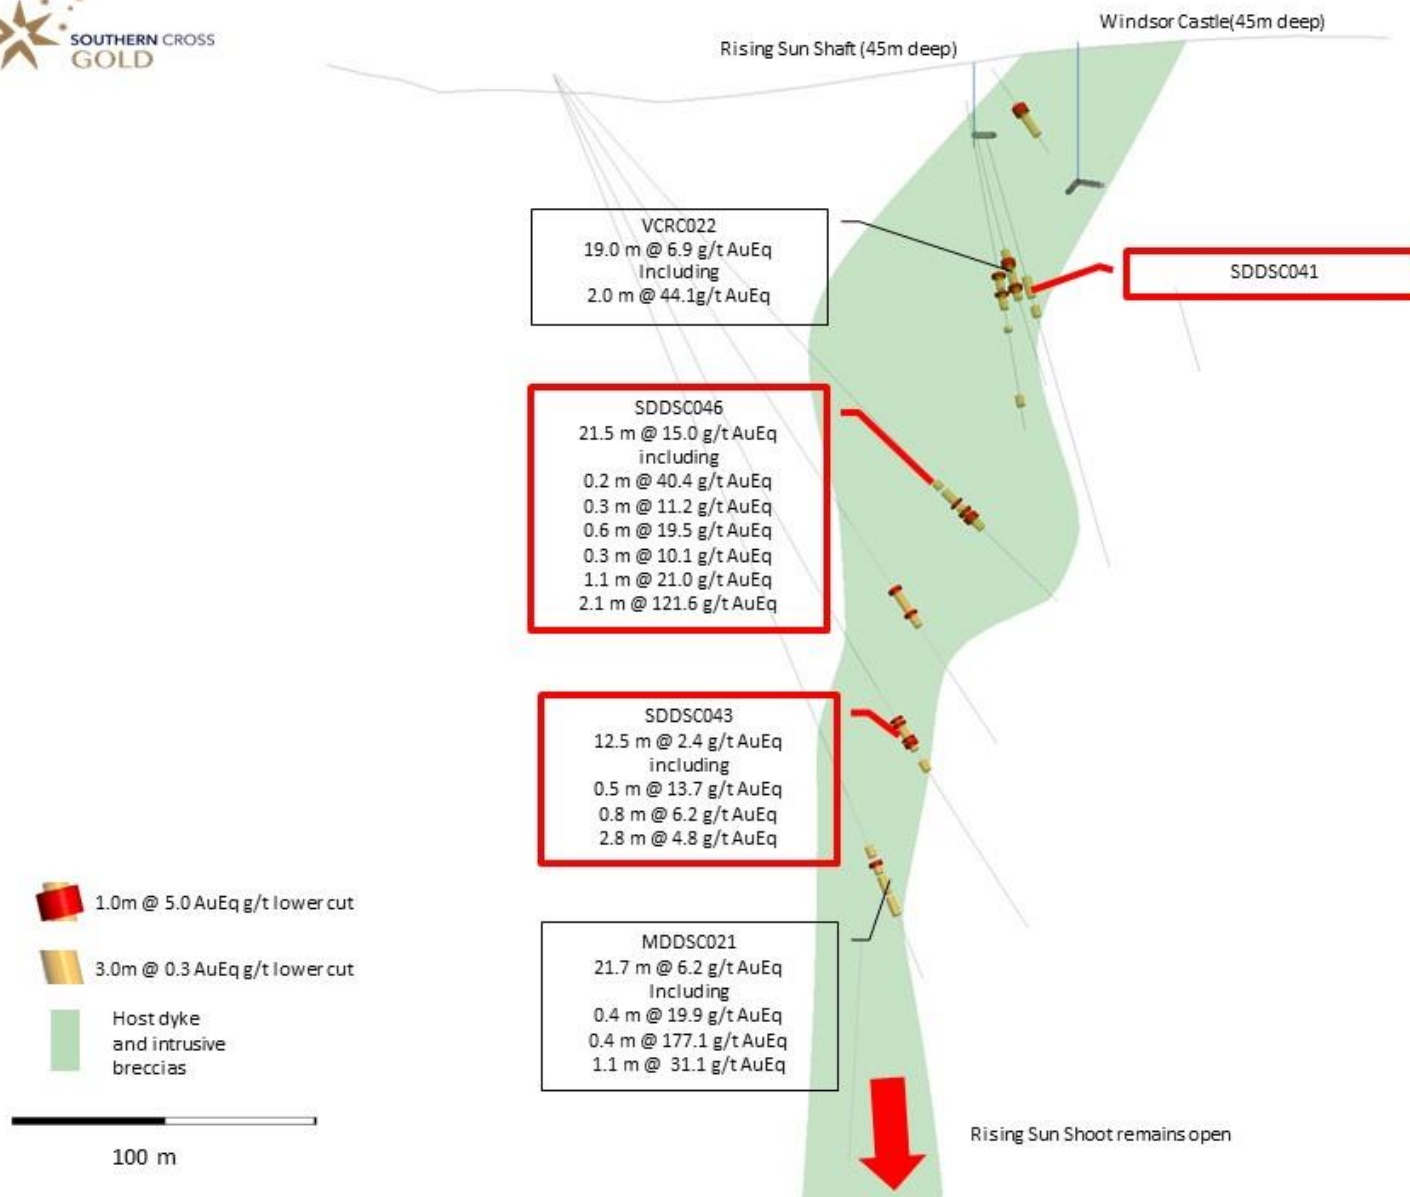 SOUTHERN CROSS
GOLD
Windsor Castle(45m deep)
Rising Sun Shaft (45m deep)
VCRC022
19.0 m @ 6.9 g/t AuEq
Including
2.0 m @ 44.1g/t AuEq
SDDSC041
SDDSC046
21.5 m @ 15.0 g/t AuEq
including
0.2 m @ 40.4 g/t AuEq
0.3 m @ 11.2 g/t AuEq
0.6 m @ 19.5 g/t AuEq
0.3 m @ 10.1 g/t AuEq
1.1 m @ 21.0 g/t AuEq
2.1 m @ 121.6 g/t AuEq
SDDSC043
12.5 m @ 2.4 g/t AuEq
including
0.5 m @ 13.7 g/t AuEq
0.8 m @ 6.2 g/t AuEq
2.8 m @ 4.8 g/t AuEq
MDDSC021
21.7 m @ 6.2 g/t AuEq
Including
0.4 m @ 19.9 g/t AuEq
0.4 m @ 177.1 g/t AuEq
1.1 m @ 31.1 g/t AuEq
1.0m @ 5.0 AuEq g/t lower cut
3.0m @ 0.3 AuEq g/t lower cut
Host dyke
and intrusive
breccias
100 m
Rising Sun Shoot remains open